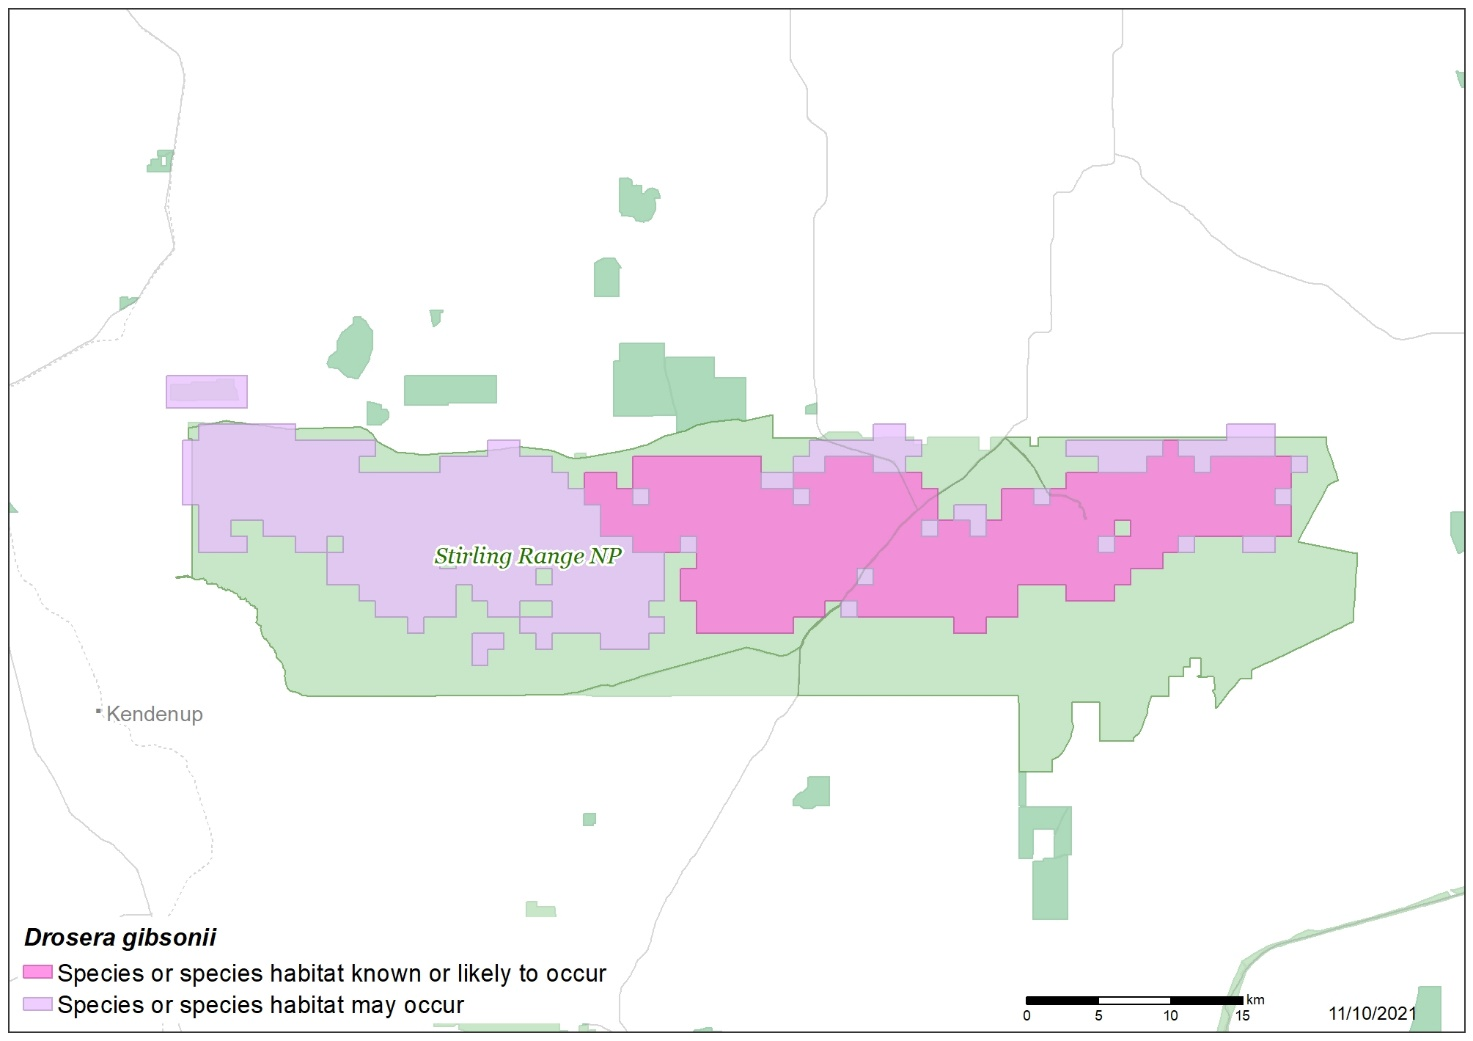 Stirling Range NP
Kendenup
Drosera gibsonii
Species or species habitat known or likely to occur
Species or species habitat may occur
km
0 5 10 15
11/10/2021